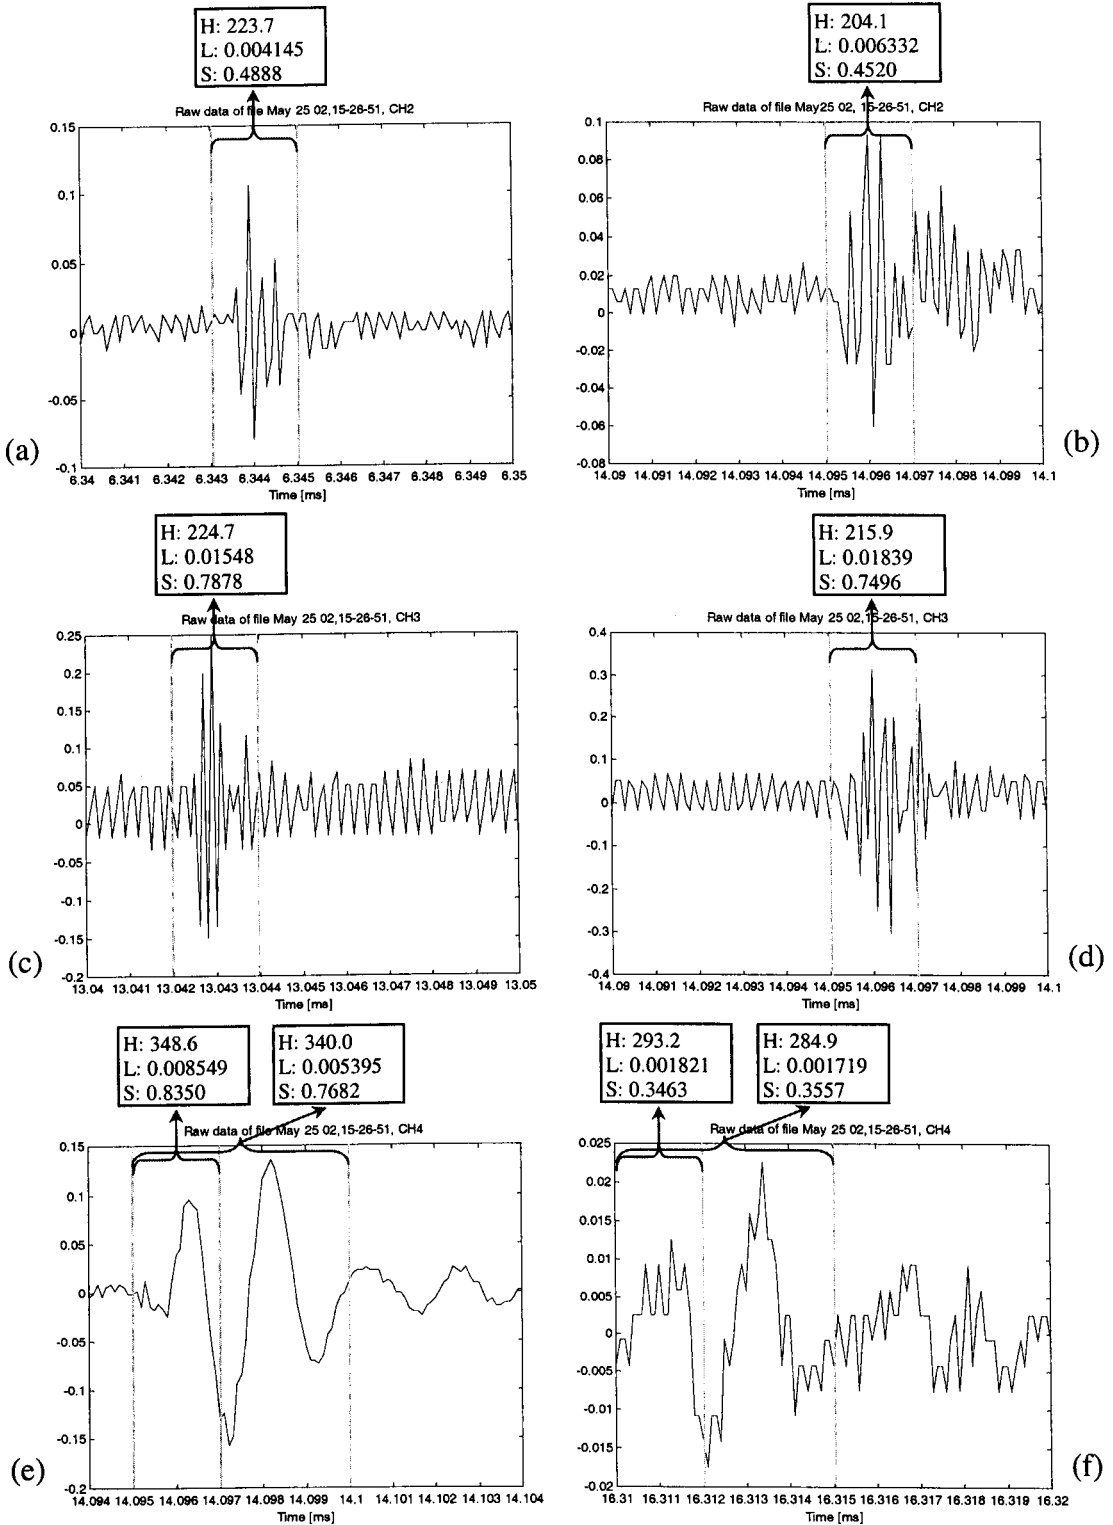 H: 223.7
L: 0.004145
S: 0.4888
Raw data of file May 25 02,15-26-51, CH2
0.15
0.1
0.05
0
-0.05
-0.1
6.34 6.341 6.342 6.343 6.344 6.345 6.346 6.347 6.348 6.349 6.35
Time [ms]
(a)
H: 204.1
L: 0.006332
S: 0.4520
Raw data of file May 25 02, 15-26-51, CH2
0.1
0.08
0.06
0.04
0.02
0
-0.02
-0.04
-0.06
-0.08
14.09 14.091 14.092 14.093 14.094 14.095 14.096 14.097 14.098 14.099 14.1
Time [ms]
(b)
H: 224.7
L: 0.01548
S: 0.7878
Raw data of file May 25 02,15-26-51, CH3
0.25
0.2
0.15
0.1
0.05
0
-0.05
-0.1
-0.15
-0.2
13.04 13.041 13.042 13.043 13.044 13.045 13.046 13.047 13.048 13.049 13.05
Time [ms]
(c)
H: 215.9
L: 0.01839
S: 0.7496
Raw data of file May 25 02,15-26-51, CH3
0.4
0.3
0.2
0.1
0
-0.1
-0.2
-0.3
-0.4
14.09 14.091 14.092 14.093 14.094 14.095 14.096 14.097 14.098 14.099 14.1
Time [ms]
(d)
H: 348.6
L: 0.008549
S: 0.8350
H: 340.0
L: 0.005395
S: 0.7682
Raw data of file May 25 02,15-26-51, CH4
0.15
0.1
0.05
0
-0.05
-0.1
-0.15
-0.2
14.094 14.095 14.096 14.097 14.098 14.099 14.1 14.101 14.102 14.103 14.104
Time [ms]
(e)
H: 293.2
L: 0.001821
S: 0.3463
H: 284.9
L: 0.001719
S: 0.3557
Raw data of file May 25 02,15-26-51, CH4
0.025
0.02
0.015
0.01
0.005
0
-0.005
-0.01
-0.015
-0.02
16.31 16.311 16.312 16.313 16.314 16.315 16.316 16.317 16.318 16.319 16.32
Time [ms]
(f)